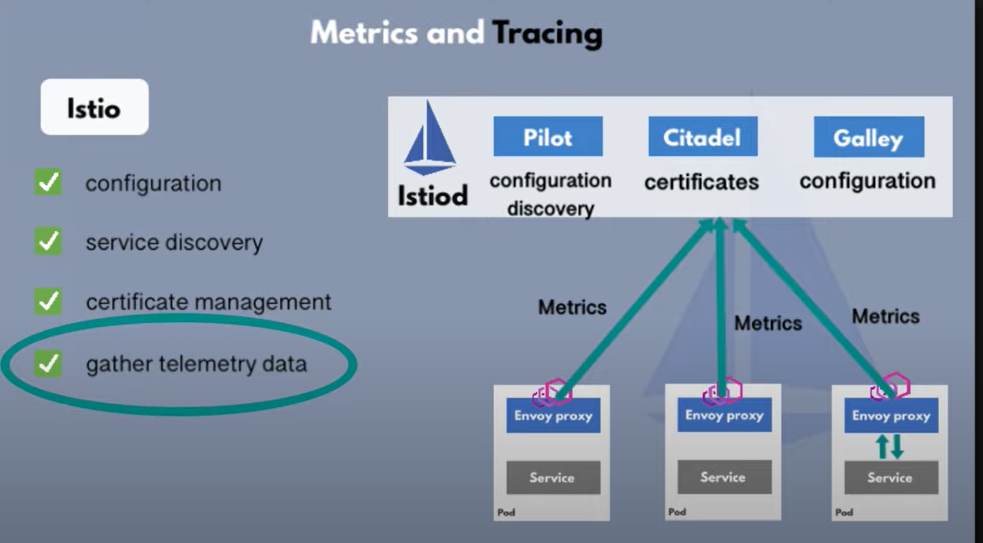 Metrics and Tracing
Istio
configuration
service discovery
certificate management
gather telemetry data
Istiod
Pilot
configuration
discovery
Citadel
certificates
Galley
configuration
Metrics
Metrics
Metrics
Envoy proxy
Service
Pod
Envoy proxy
Service
Pod
Envoy proxy
Service
Pod